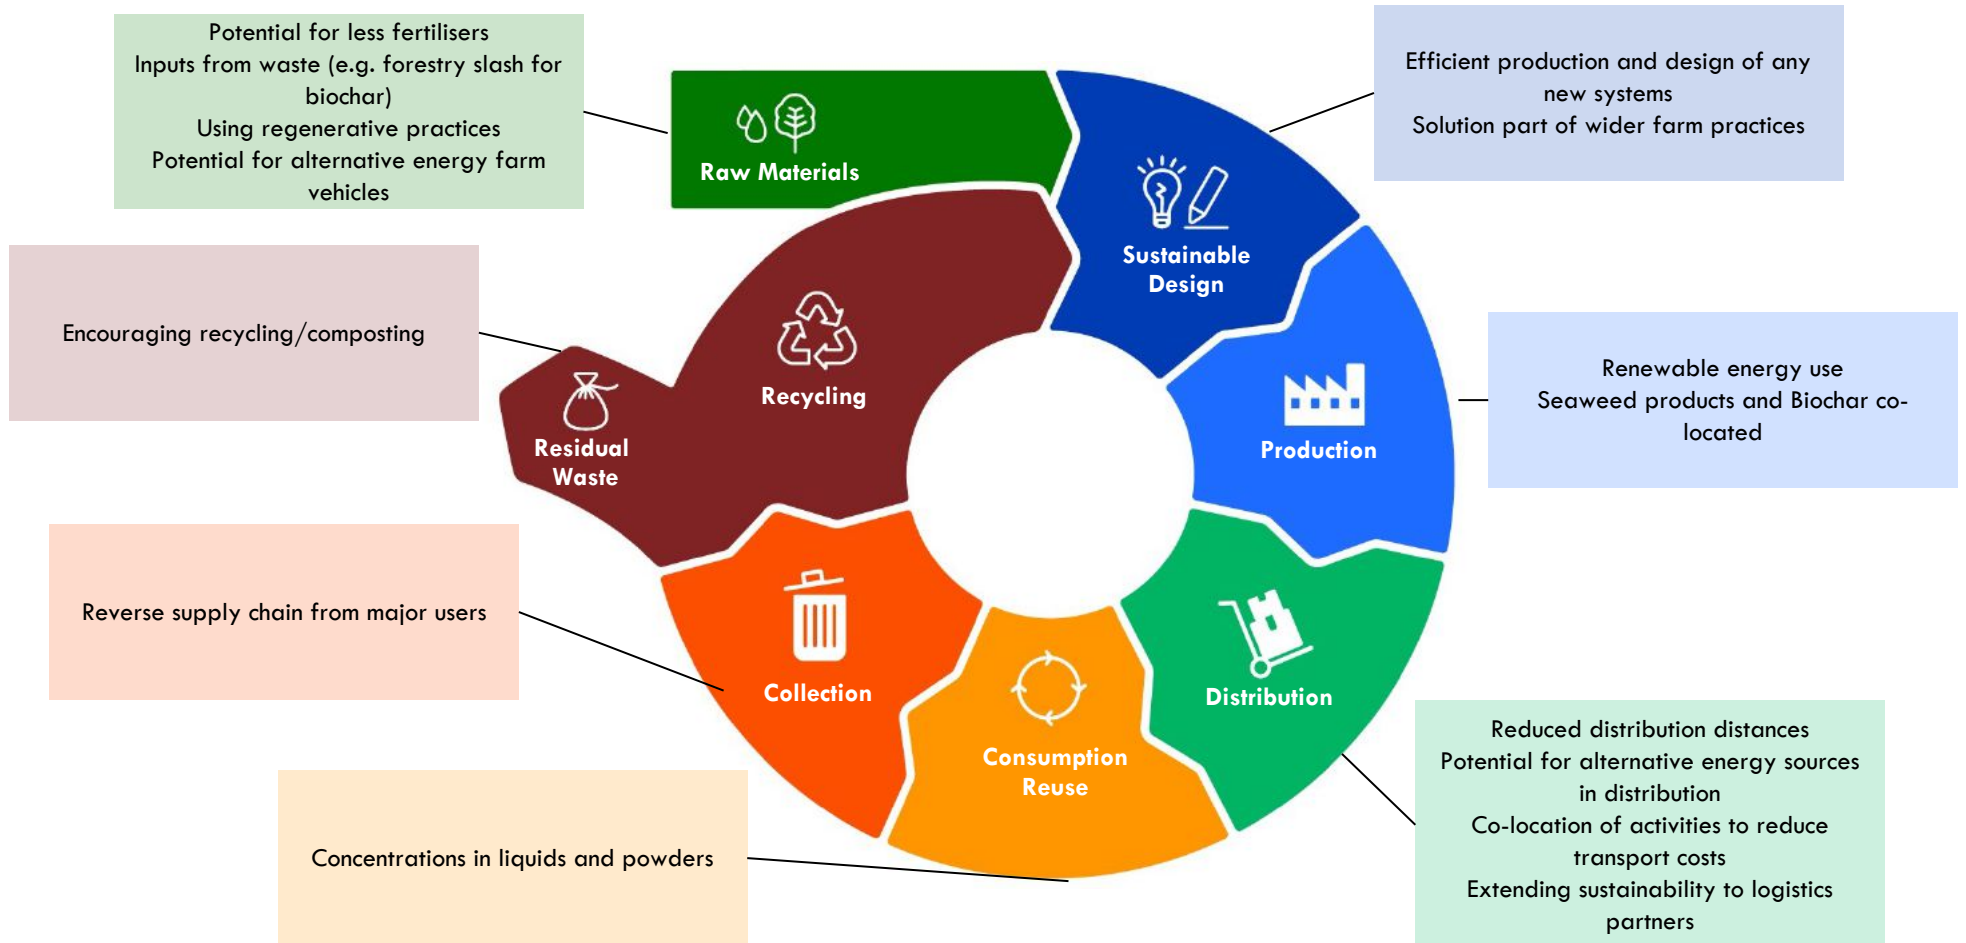 Potential for less fertilisers
Inputs from waste (e.g. forestry slash for
biochar)
Using regenerative practices
Potential for alternative energy farm
vehicles
Raw Materials
Efficient production and design of any
new systems
Solution part of wider farm practices
Sustainable
Design
Encouraging recycling/composting
Recycling
Residual
Waste
Renewable energy use
Seaweed products and Biochar co-
located
Production
Reverse supply chain from major users
Collection
Distribution
Consumption
Reuse
Concentrations in liquids and powders
Reduced distribution distances
Potential for alternative energy sources
in distribution
Co-location of activities to reduce
transport costs
Extending sustainability to logistics
partners